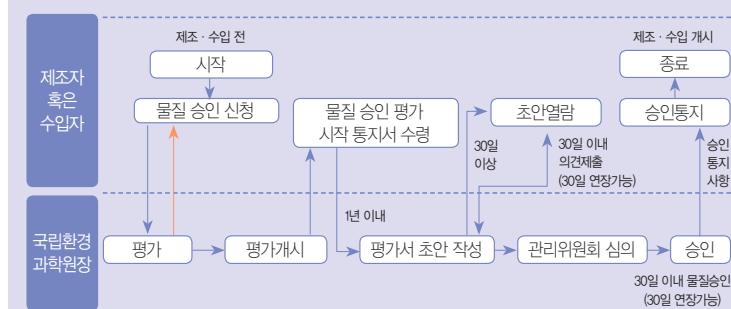 제조자
혹은
수입자
제조 · 수입 전
시작
물질 승인 신청
물질 승인 평가
시작 통지서 수령
30일
이상
초안열람
30일 이내
의견제출
(30일 연장가능)
제조 · 수입 개시
종료
승인통지
승인
통지
사항
국립환경
과학원장
평가
평가개시
1년 이내
평가서 초안 작성
관리위원회 심의
승인
30일 이내 물질승인
(30일 연장가능)